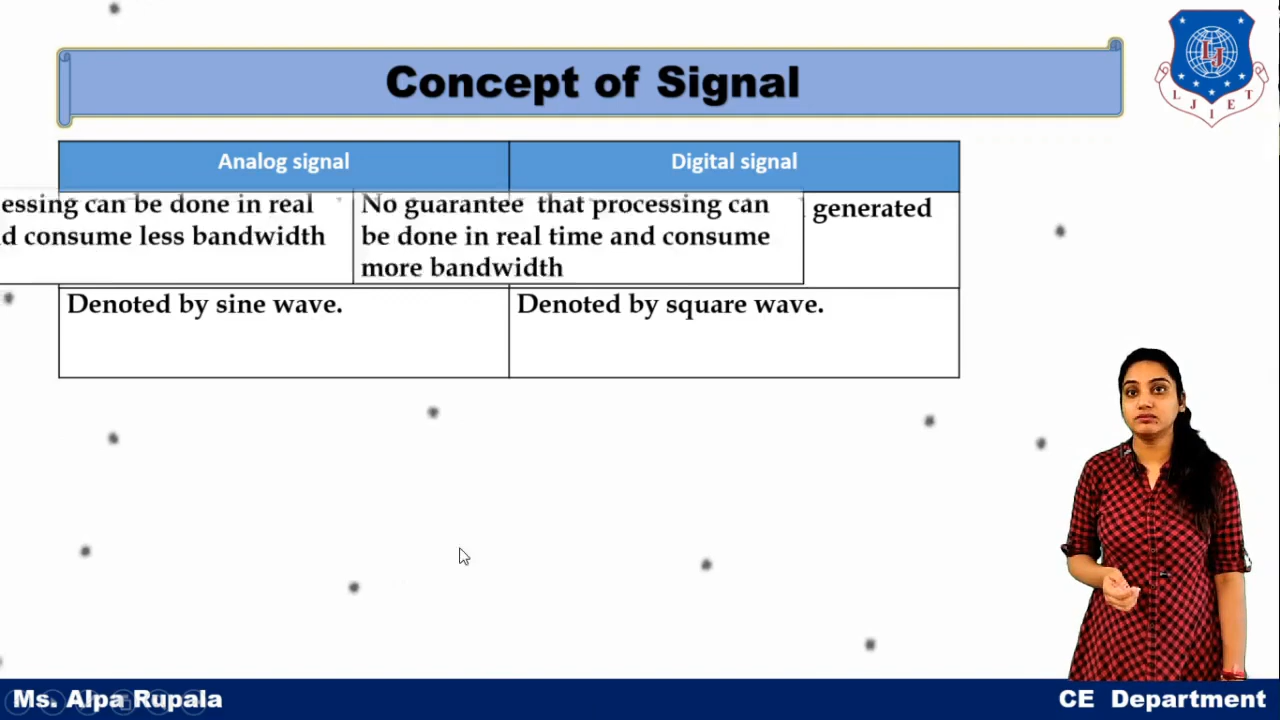 Concept of Signal
L J I E T
Analog signal
Digital signal
essing can be done in real
d consume less bandwidth
No guarantee that processing can
be done in real time and consume
more bandwidth
generated
Denoted by sine wave.
Denoted by square wave.
Ms. Alpa Rupala
CE Department